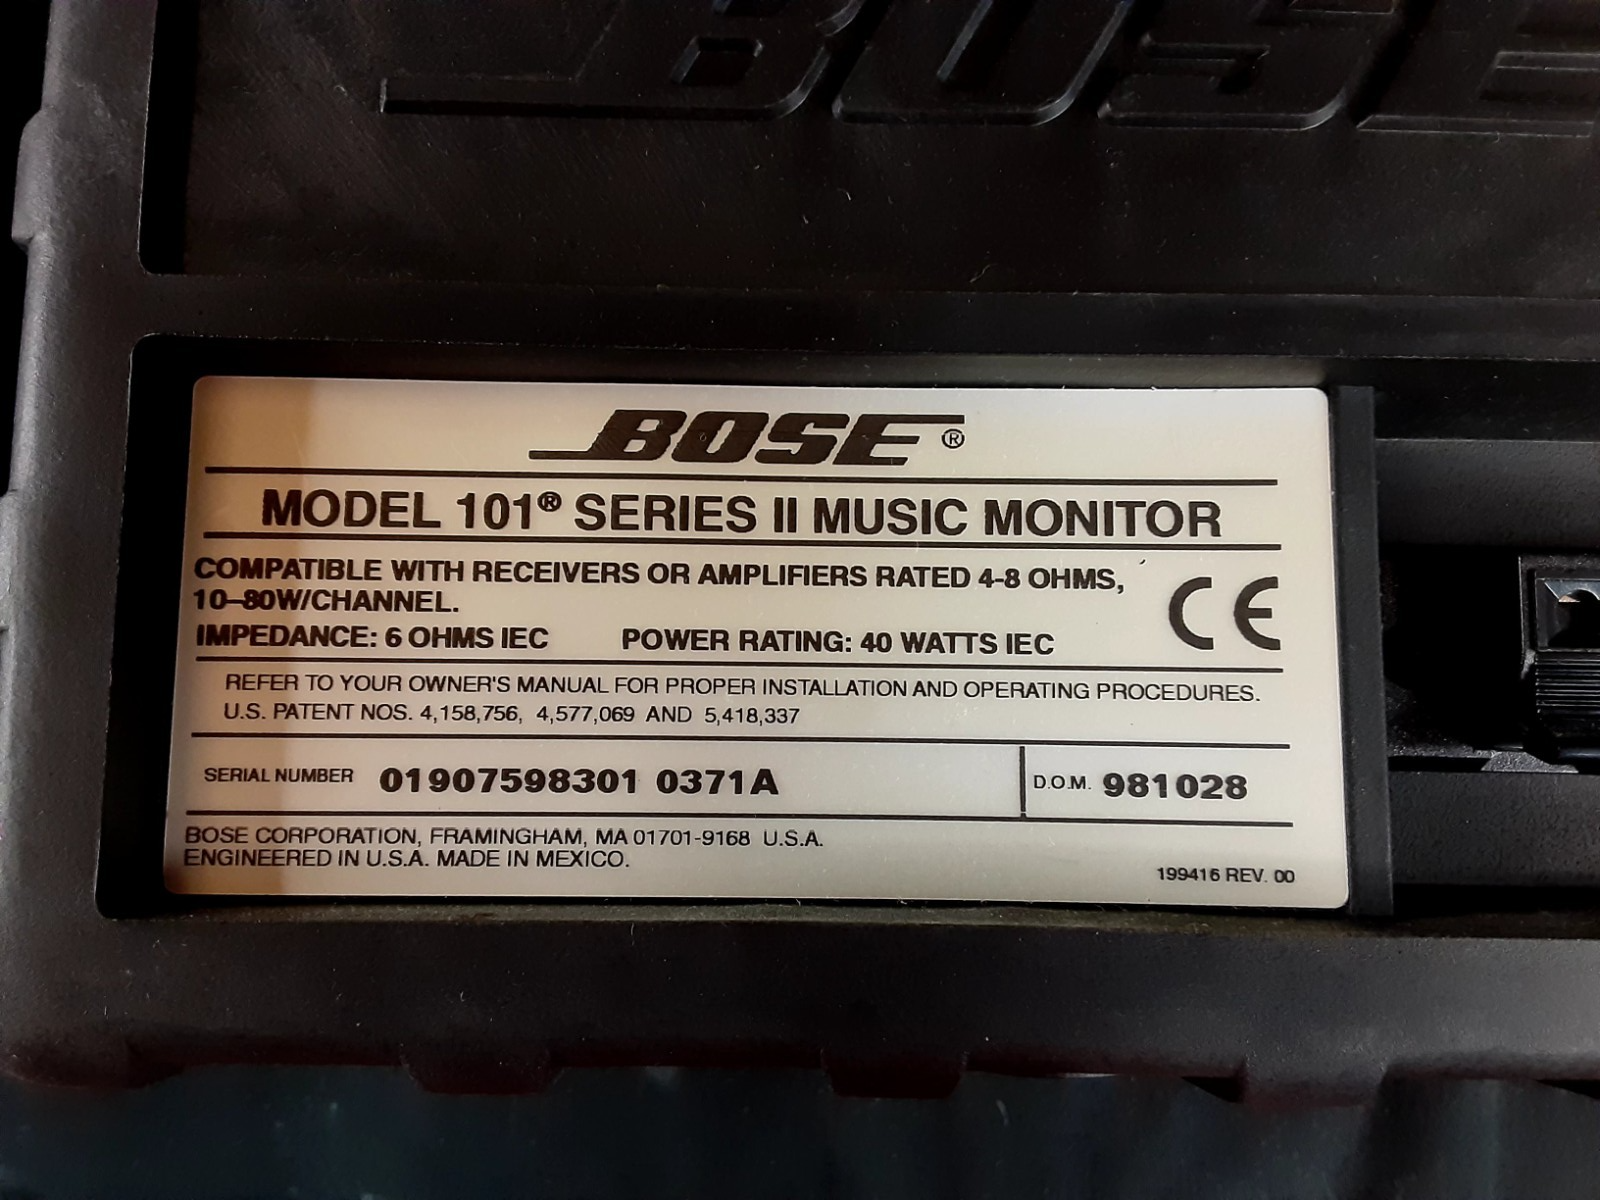 BOSE
BOSE®
MODEL 101® SERIES II MUSIC MONITOR
COMPATIBLE WITH RECEIVERS OR AMPLIFIERS RATED 4-8 OHMS,
10–80W/CHANNEL.
CE
IMPEDANCE: 6 OHMS IEC POWER RATING: 40 WATTS IEC
REFER TO YOUR OWNER'S MANUAL FOR PROPER INSTALLATION AND OPERATING PROCEDURES.
U.S. PATENT NOS. 4,158,756, 4,577,069 AND 5,418,337
SERIAL NUMBER 01907598301 0371A D.O.M. 981028
BOSE CORPORATION, FRAMINGHAM, MA 01701-9168 U.S.A.
ENGINEERED IN U.S.A. MADE IN MEXICO.
199416 REV. 00